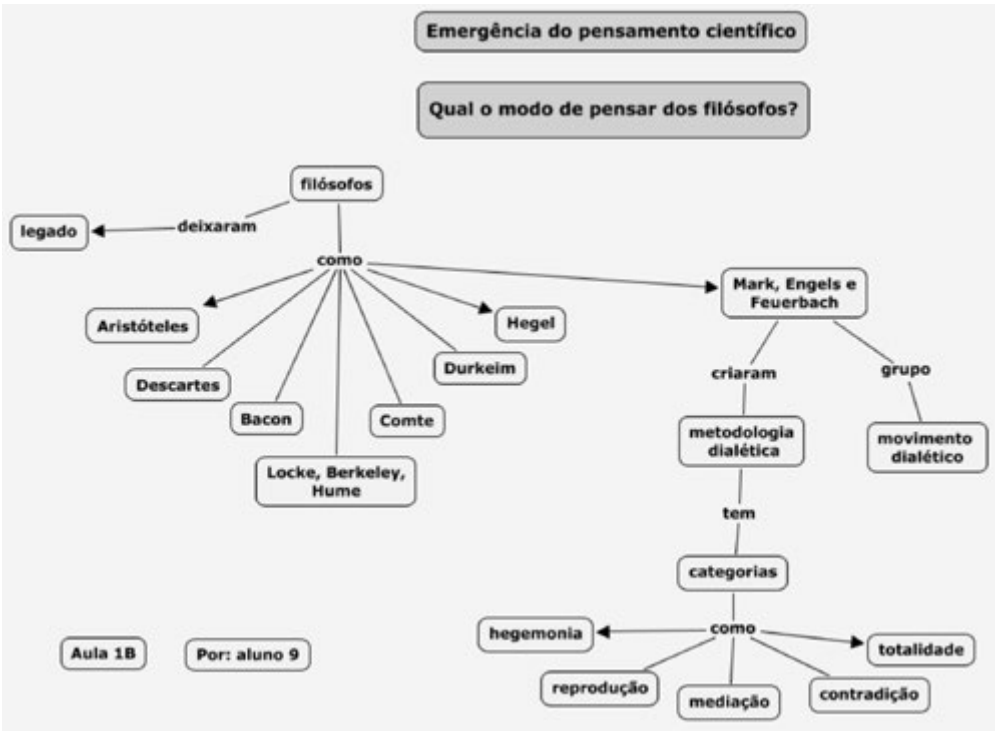 Emergência do pensamento científico
Qual o modo de pensar dos filósofos?
filósofos
deixaram
legado
como
Aristóteles
Descartes
Bacon
Locke, Berkeley,
Hume
Comte
Durkeim
Hegel
Mark, Engels e
Feuerbach
criaram
grupo
metodologia
dialética
movimento
dialético
tem
categorias
como
hegemonia
reprodução
mediação
contradição
totalidade
Aula 1B
Por: aluno 9